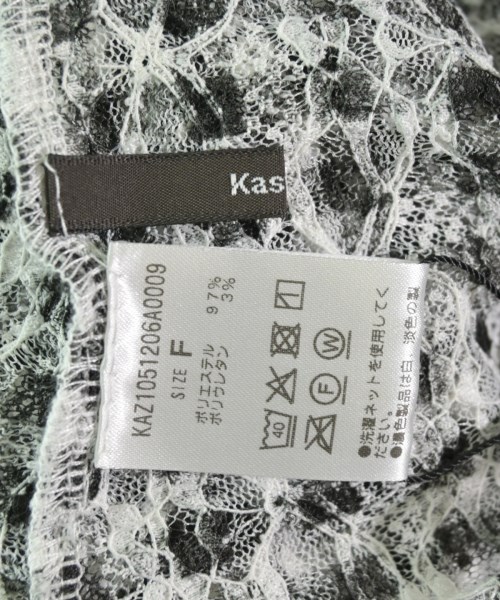 Kas
KAZ1051206A0009
SIZE F
ポリエステル 97%
ポリウレタン 3%
40
F
W
●洗濯ネットを使用してく
ださい。
●濃色製品は白、淡色の製